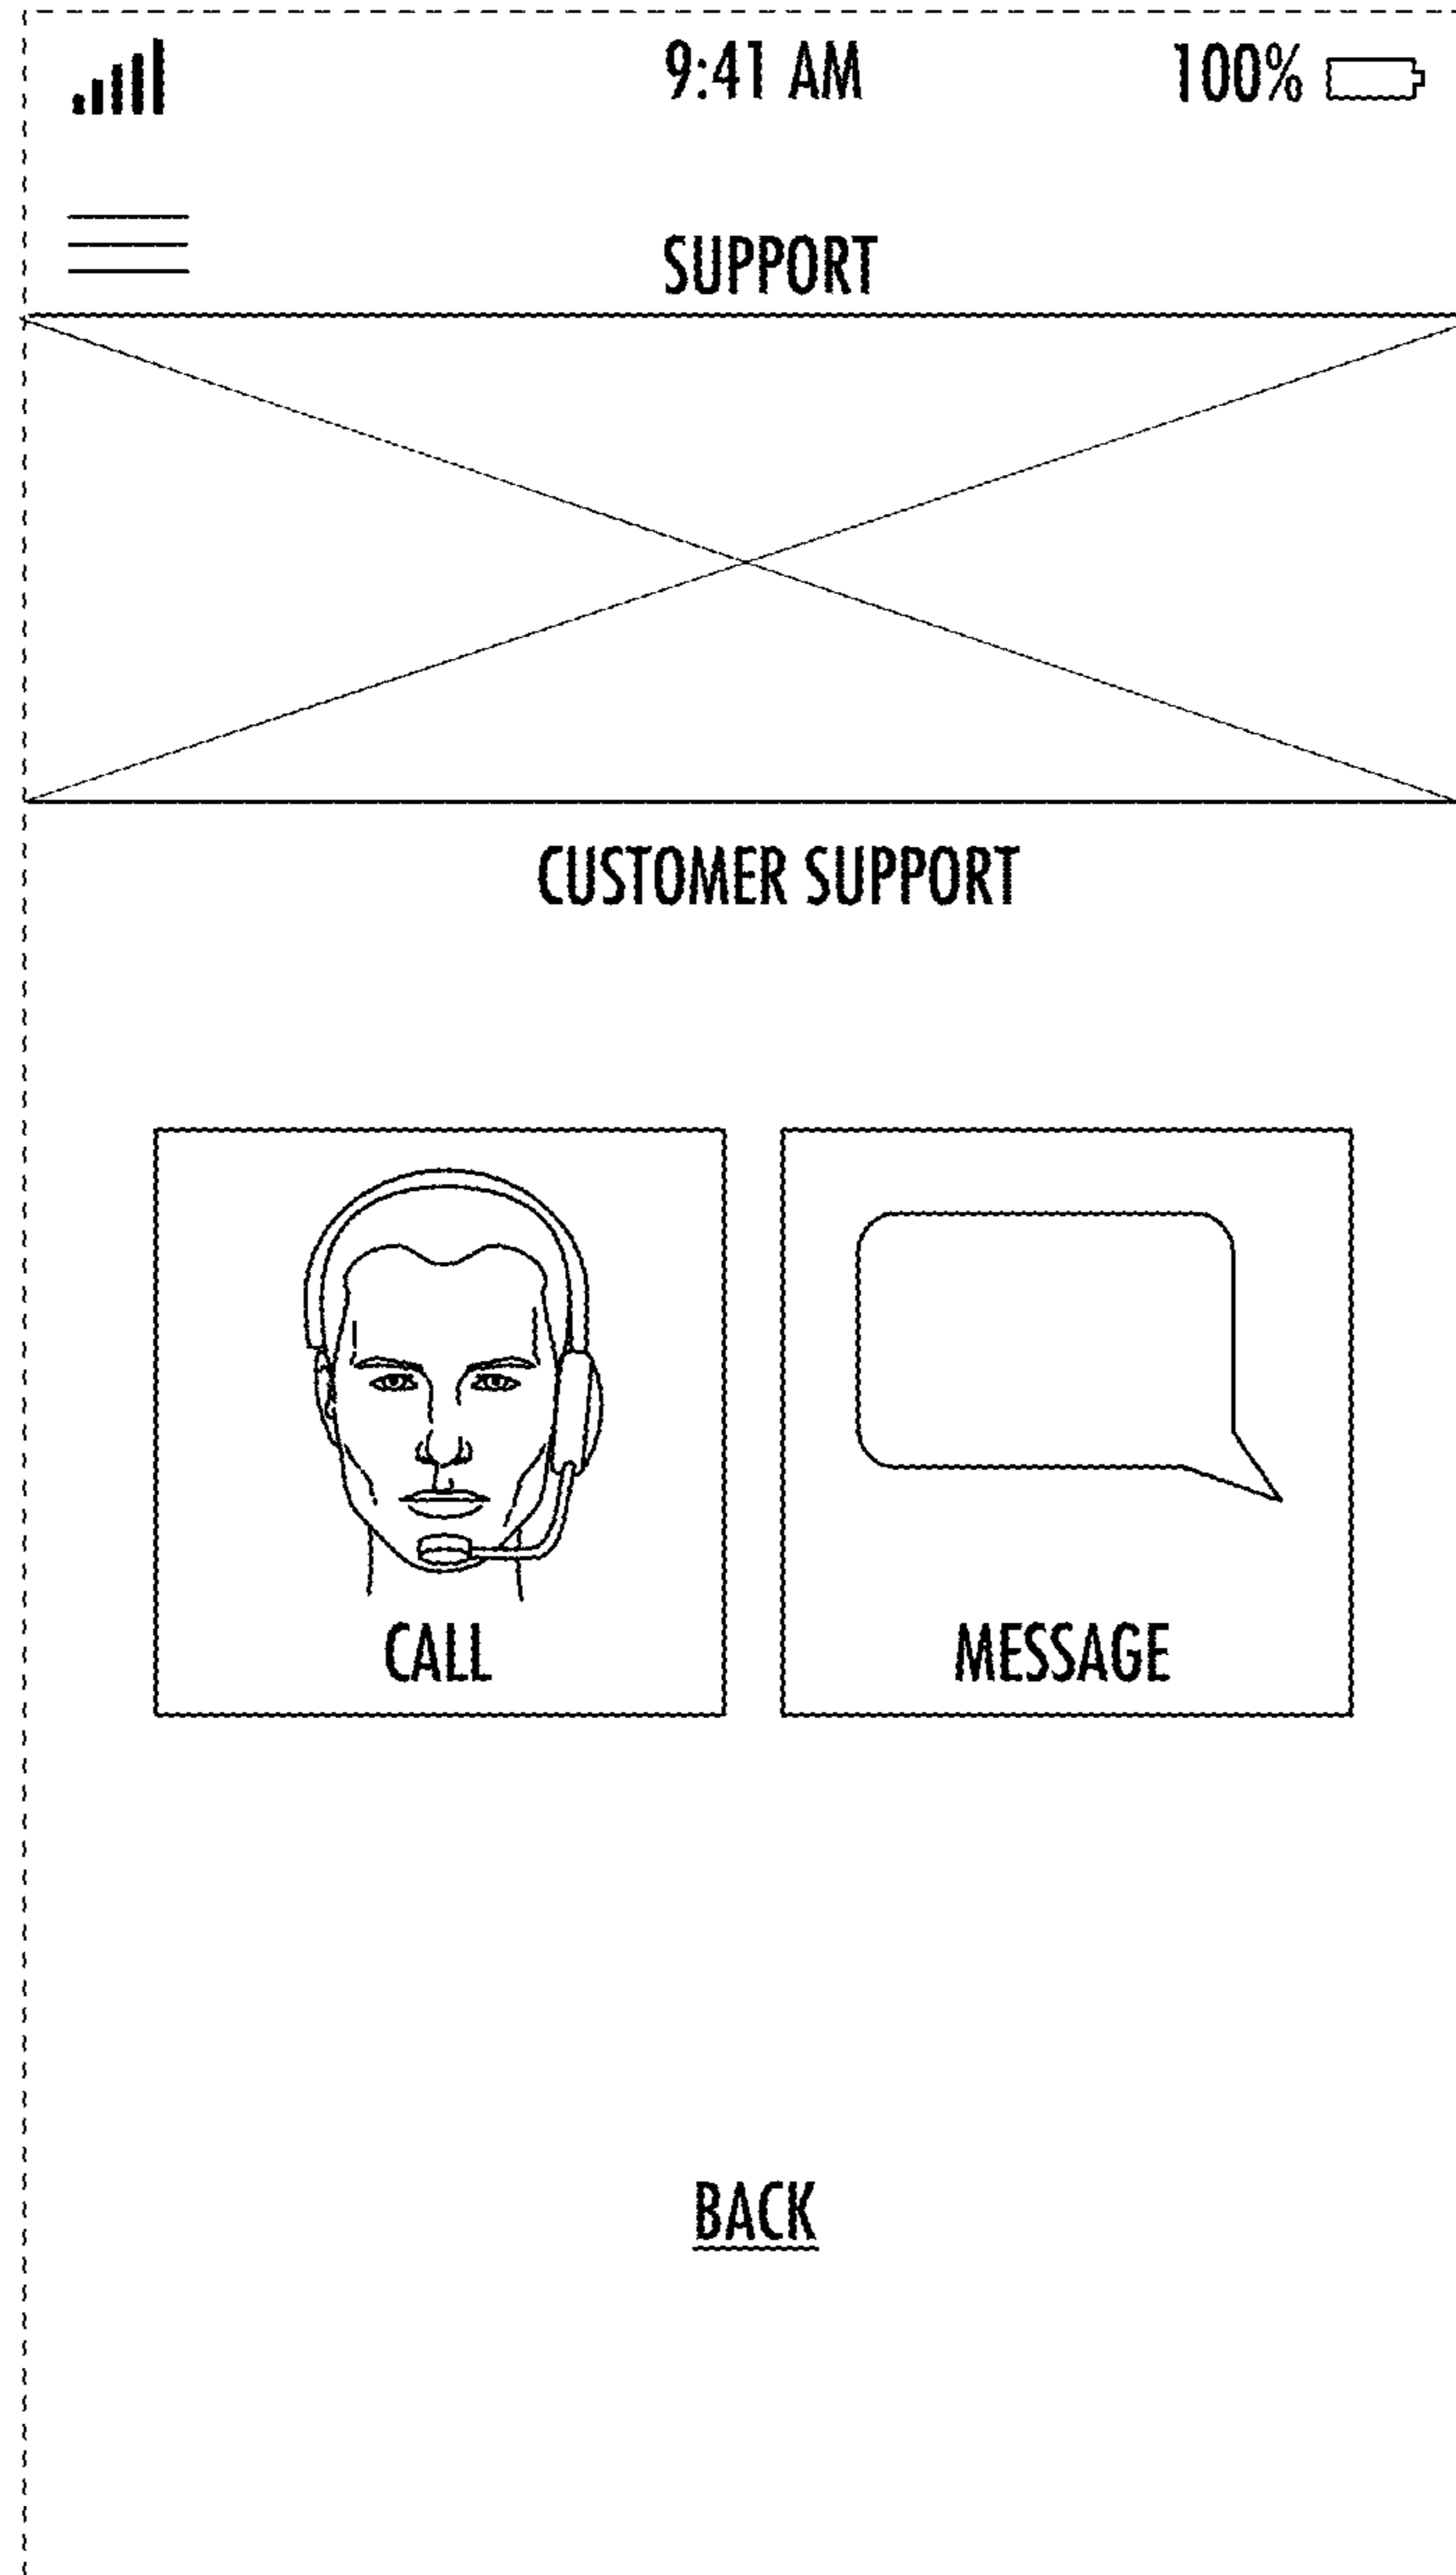 9:41 AM 100%
SUPPORT
CUSTOMER SUPPORT
CALL MESSAGE
BACK